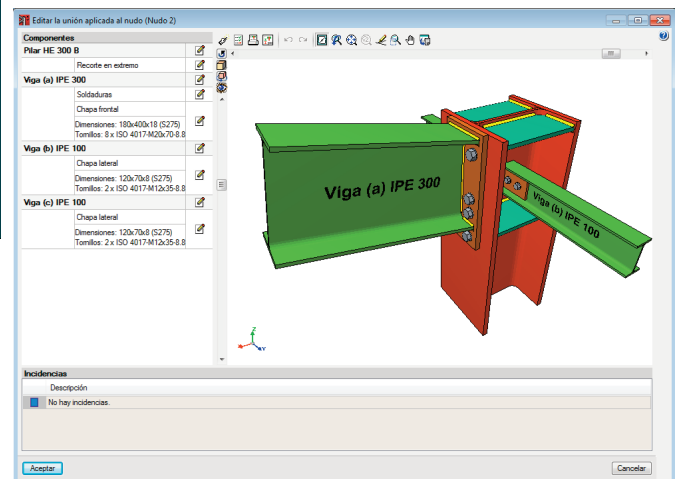 Editar la unión aplicada al nudo (Nudo 2)
Componentes
Pilar HE 300 B
Recorte en extremo
Viga (a) IPE 300
Soldaduras
Chapa frontal
Dimensiones: 180x400x18 (S275)
Tornillos: 8 x ISO 4017-M20x70-8.8
Viga (b) IPE 100
Chapa lateral
Dimensiones: 120x70x8 (S275)
Tornillos: 2 x ISO 4017-M12x35-8.8
Viga (c) IPE 100
Chapa lateral
Dimensiones: 120x70x8 (S275)
Tornillos: 2 x ISO 4017-M12x35-8.8
Viga (a) IPE 300
Viga (b) IPE 100
Z
Y
Incidencias
Descripción
No hay incidencias.
Aceptar
Cancelar